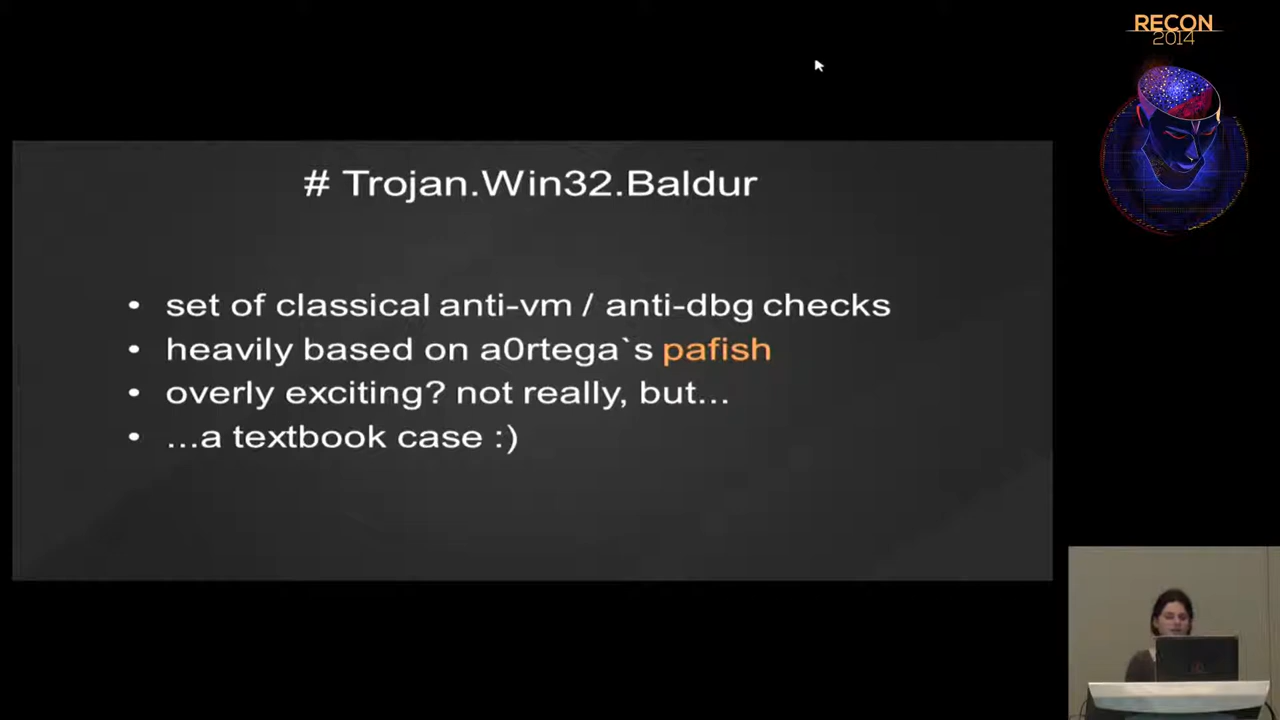 RECON
2014
# Trojan.Win32.Baldur
• set of classical anti-vm / anti-dbg checks
• heavily based on a0rtega`s pafish
• overly exciting? not really, but...
• ...a textbook case :)